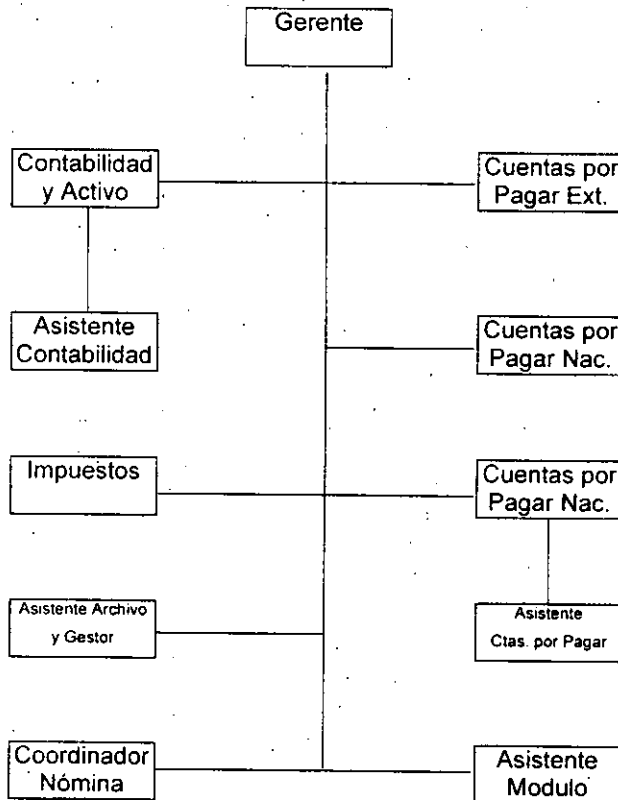 Gerente
Contabilidad
y Activo
Cuentas por
Pagar Ext.
Asistente
Contabilidad
Cuentas por
Pagar Nac.
Impuestos
Cuentas por
Pagar Nac.
Asistente Archivo
y Gestor
Asistente
Ctas. por Pagar
Coordinador
Nómina
Asistente
Modulo